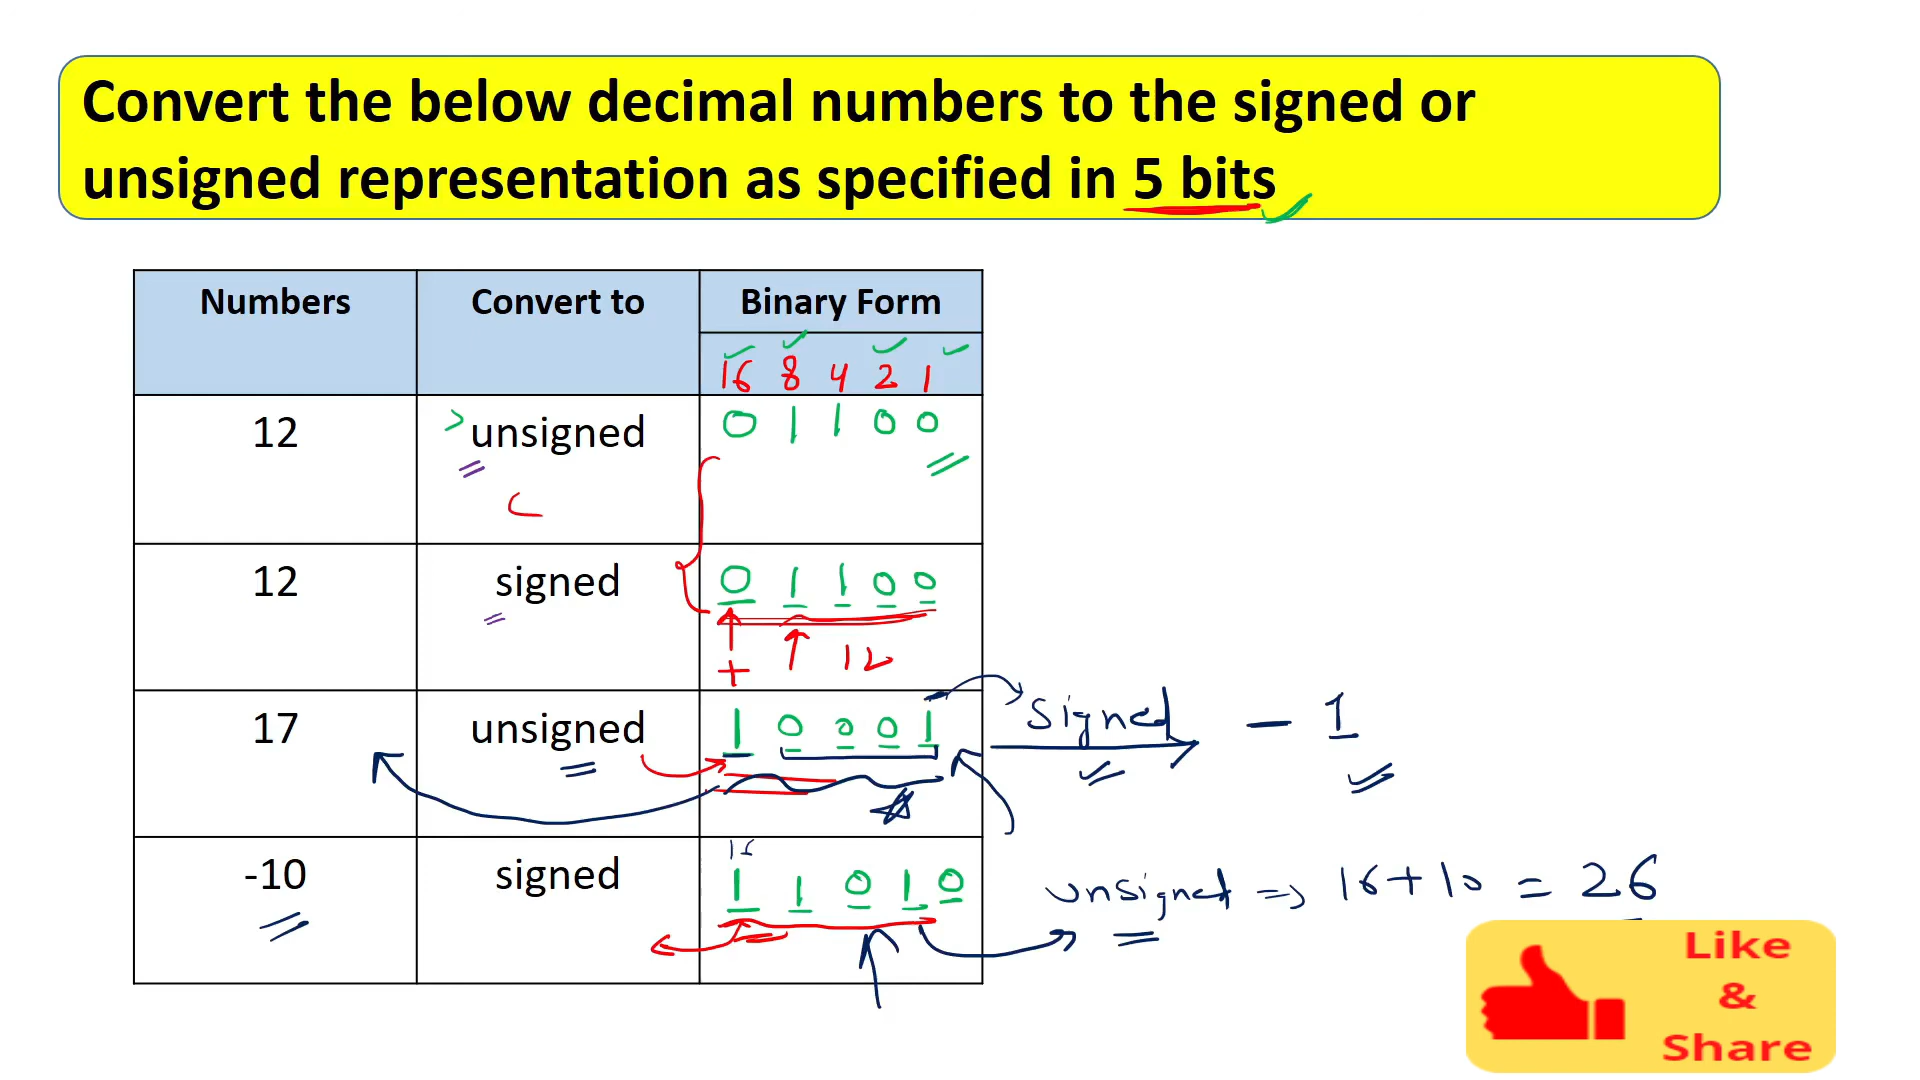 Convert the below decimal numbers to the signed or
unsigned representation as specified in 5 bits
Numbers Convert to Binary Form
16 8 4 2 1
12 unsigned 0 1 1 0 0
12 signed 0 1 1 0 0
+ 12
17 unsigned 1 0 0 0 1 signed - 1
16
-10 signed 1 1 0 1 0 unsigned => 16+10 = 26
Like
&
Share